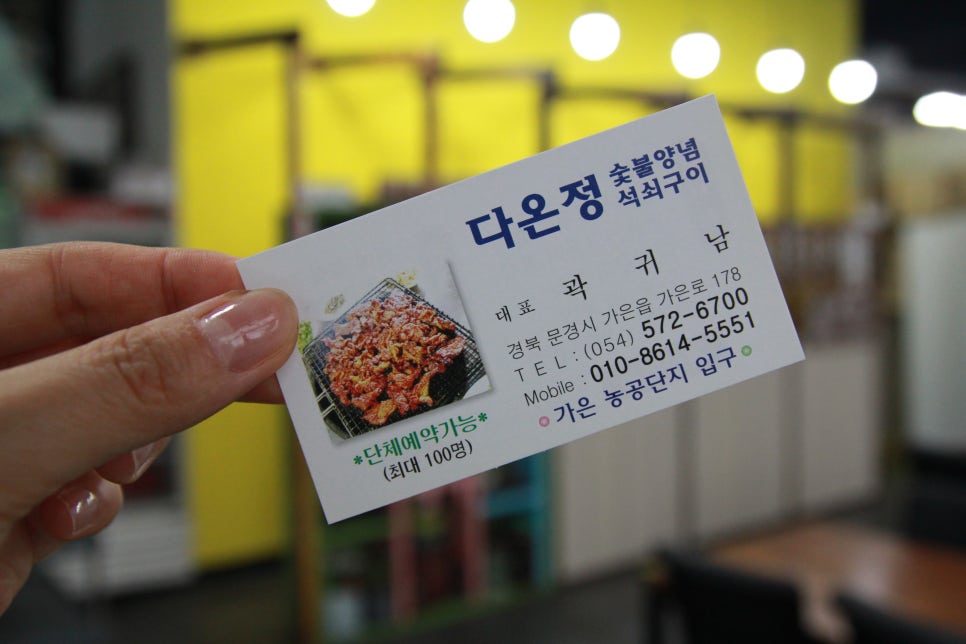 다온정 숯불양념
석쇠구이
대표 곽귀남
경북 문경시 가은읍 가은로 178
TEL : (054) 572-6700
Mobile : 010-8614-5551
가은 농공단지 입구
*단체예약가능*
(최대 100명)